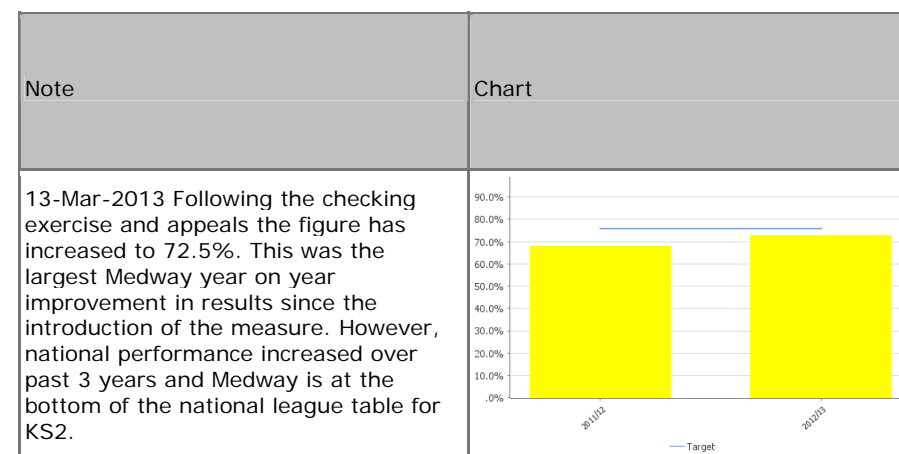 Note
Chart
13-Mar-2013 Following the checking
exercise and appeals the figure has
increased to 72.5%. This was the
largest Medway year on year
improvement in results since the
introduction of the measure. However,
national performance increased over
past 3 years and Medway is at the
bottom of the national league table for
KS2.
90.0%
80.0%
70.0%
60.0%
50.0%
40.0%
30.0%
20.0%
10.0%
.0%
2011/12
2012/13
Target